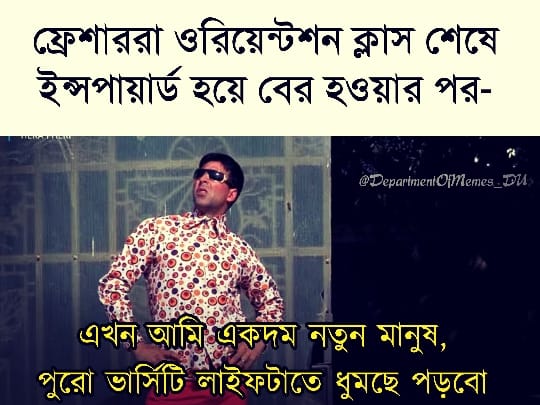 ফ্রেশাররা ওরিয়েন্টশন ক্লাস শেষে
ইন্সপায়ার্ড হয়ে বের হওয়ার পর-
@DepartmentOfMemes_DU
এখন আমি একদম নতুন মানুষ,
পুরো ভার্সিটি লাইফটাতে ধুমছে পড়বো